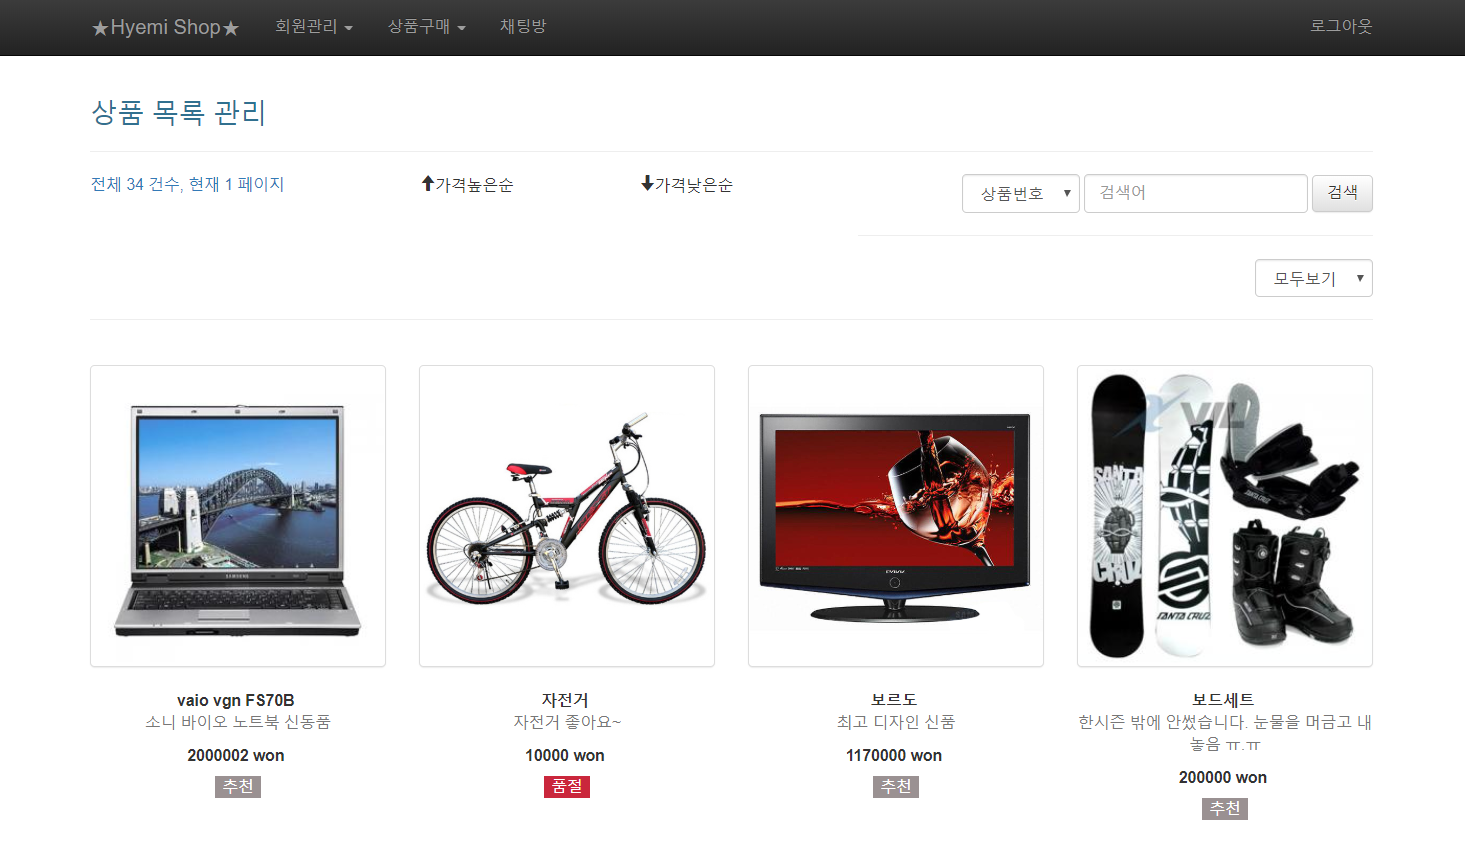 ★Hyemi Shop★ 회원관리 상품구매 채팅방 로그아웃
상품 목록 관리
전체 34 건수, 현재 1 페이지 가격높은순 가격낮은순 상품번호 검색어 검색
모두보기
SAMSUNG
SANTA
CRUZ
SANTA CRUZ
vaio vgn FS70B
소니 바이오 노트북 신동품
2000002 won
추천
자전거
자전거 좋아요~
10000 won
품절
보르도
최고 디자인 신품
1170000 won
추천
보드세트
한시즌 밖에 안썼습니다. 눈물을 머금고 내
놓음 ㅠ.ㅠ
200000 won
추천